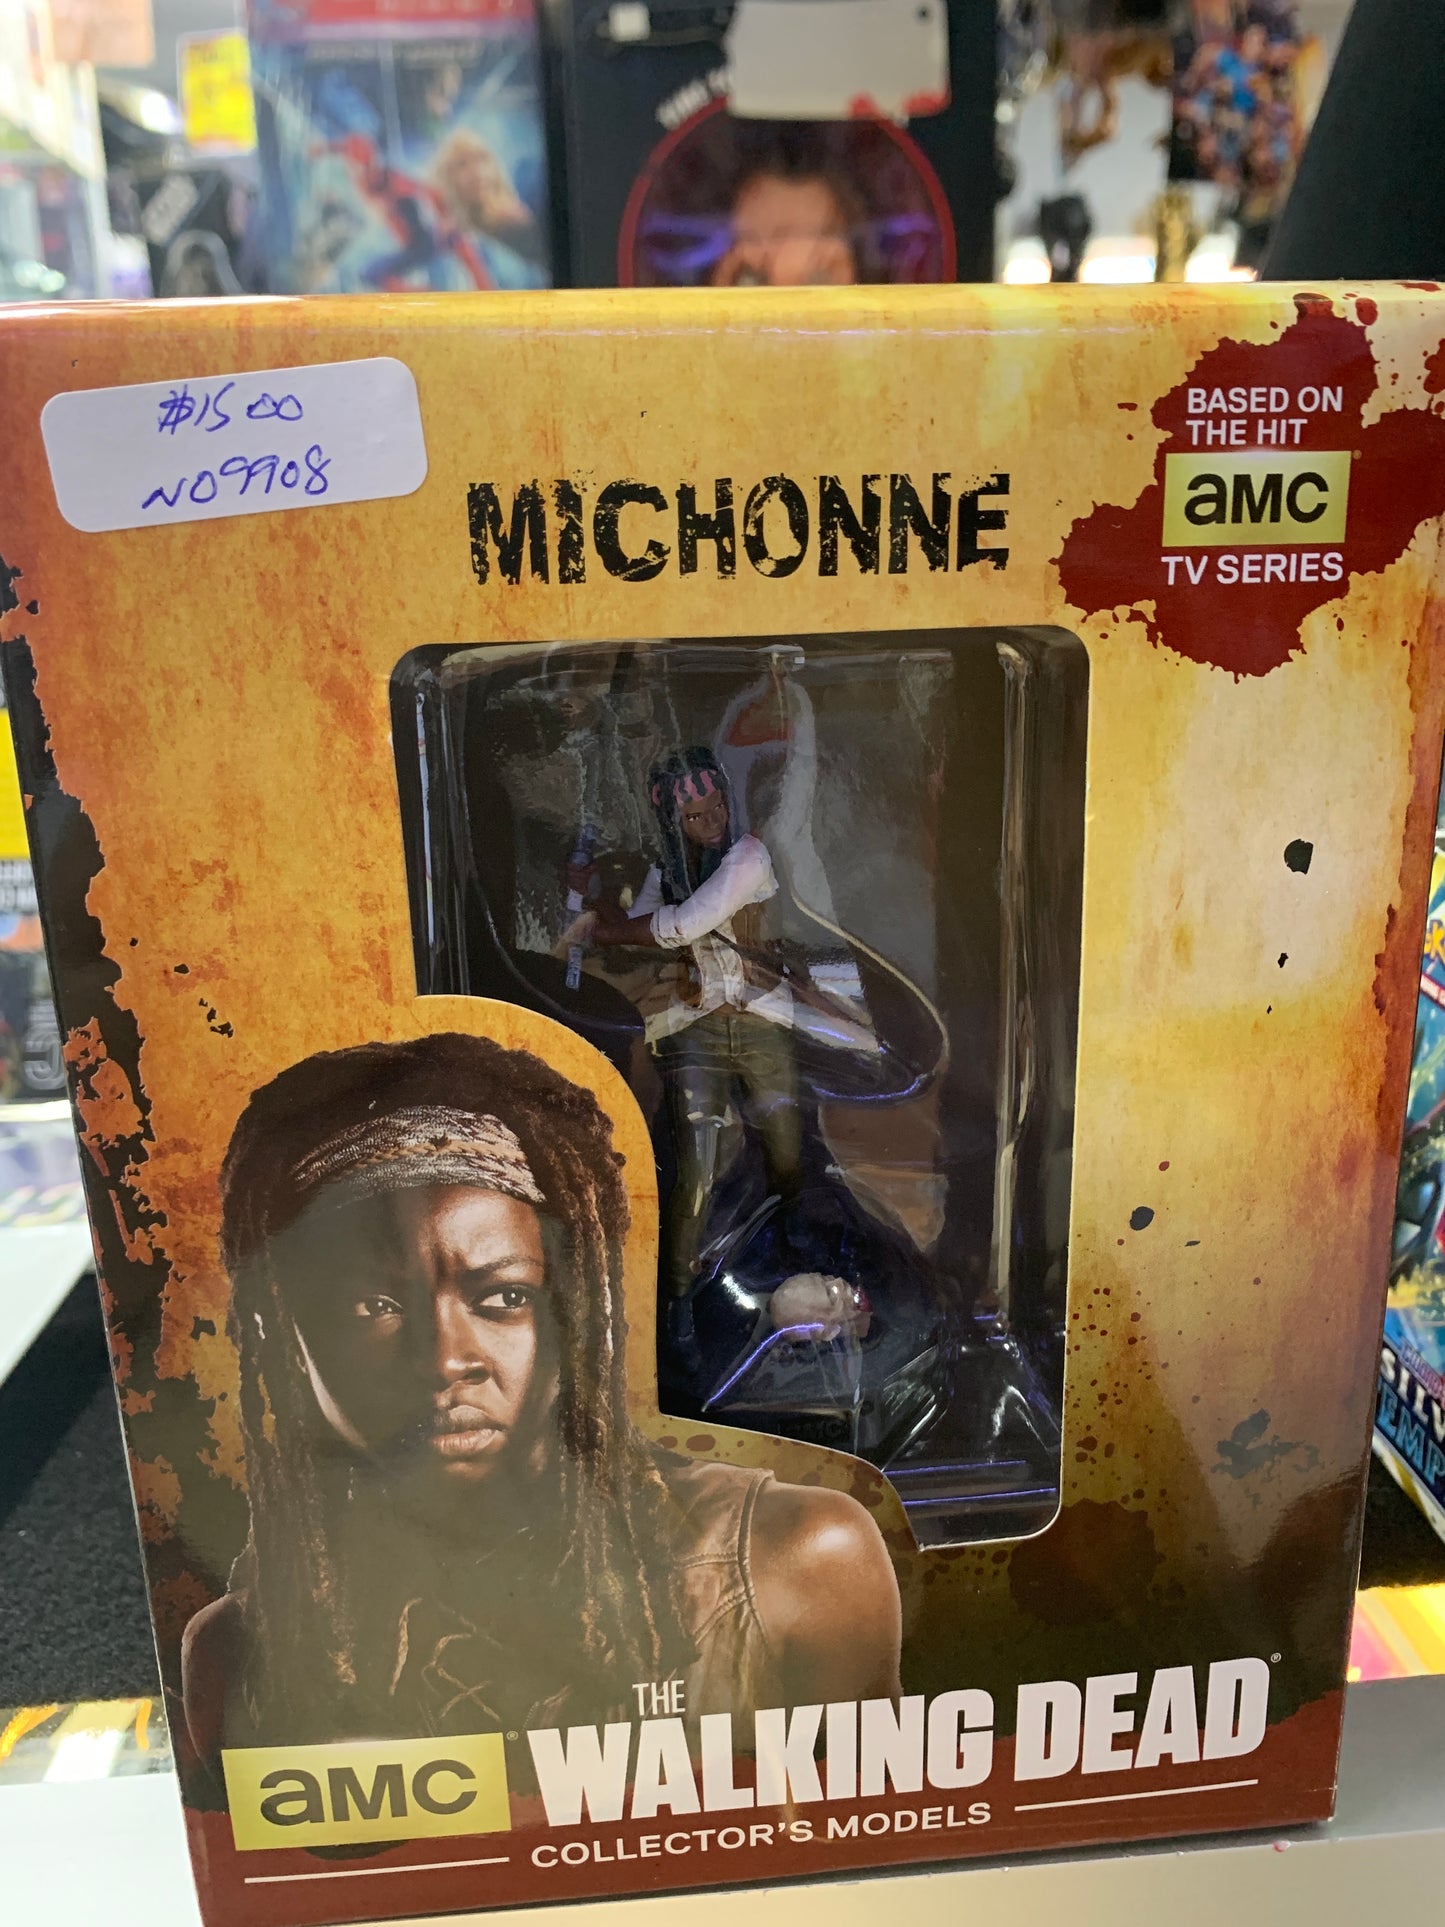 $15 00
N09908
MICHONNE
BASED ON
THE HIT
aMC
TV SERIES
aMC
THE
WALKING DEAD
COLLECTOR'S MODELS